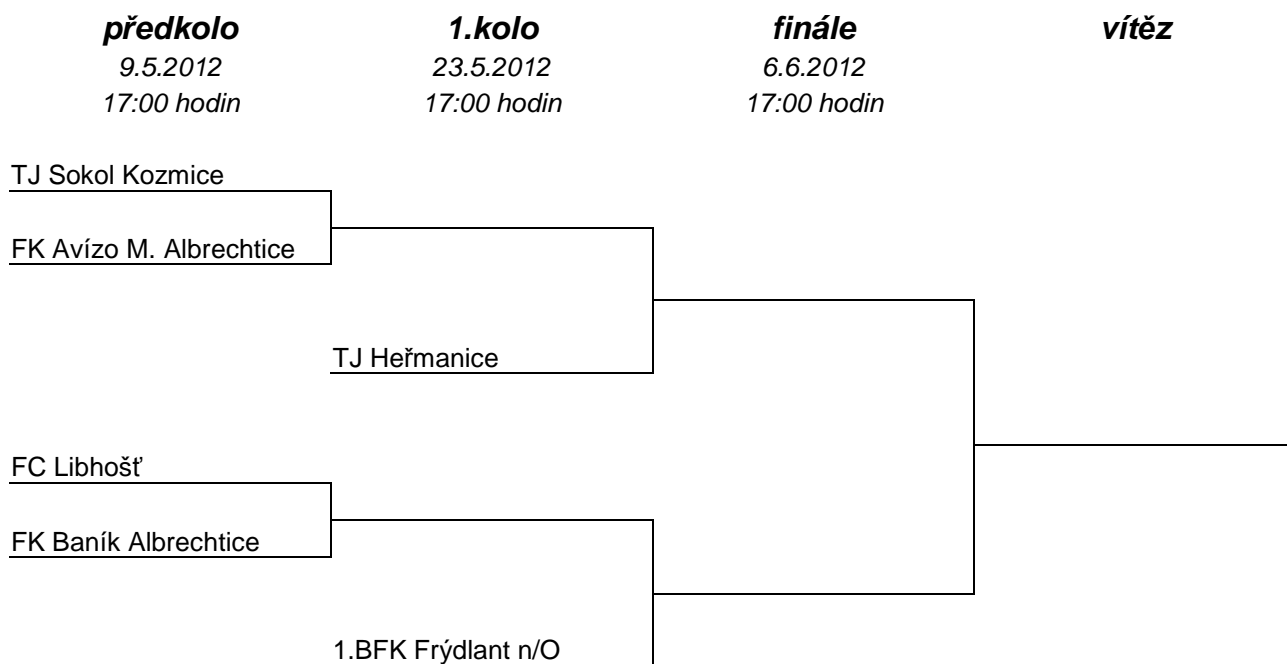 předkolo 1.kolo finále vítěz
9.5.2012 23.5.2012 6.6.2012
17:00 hodin 17:00 hodin 17:00 hodin
TJ Sokol Kozmice
FK Avízo M. Albrechtice
TJ Heřmanice
FC Libhošť
FK Baník Albrechtice
1.BFK Frýdlant n/O